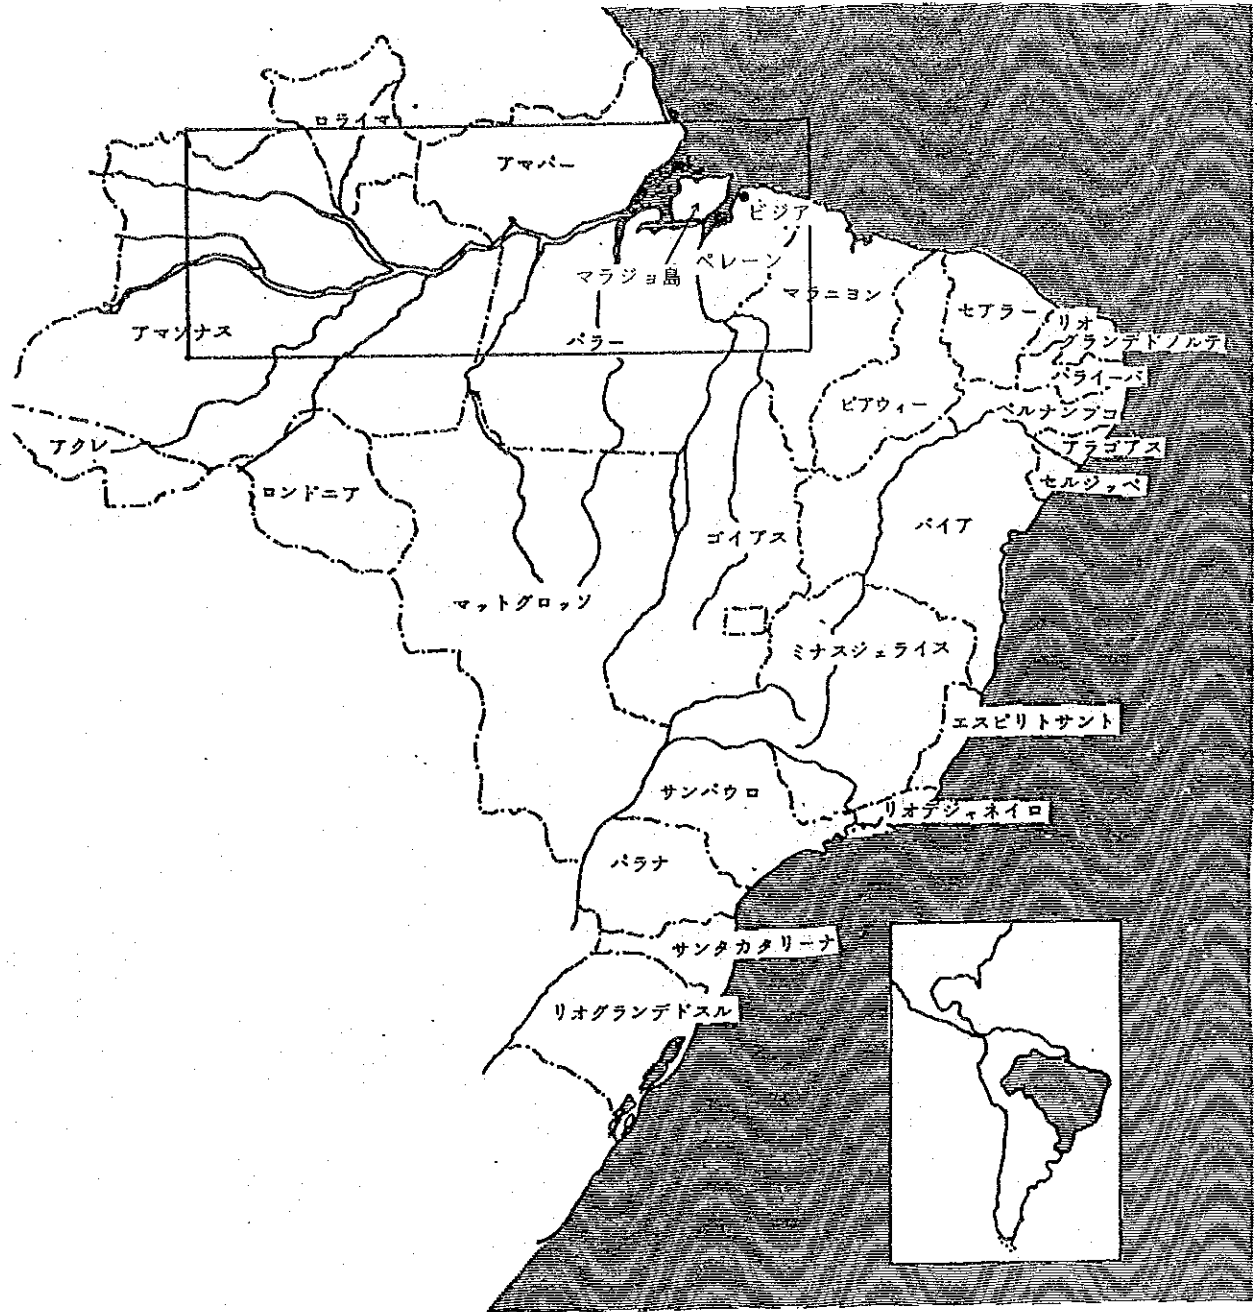 ロライマ
アマパー
ビジア
マラジョ島
ベレーン
マラニヨン
アマゾナス
パラー
セアラー
リオ
グランデドノルテ
パライーバ
ピアウィー
ペルナンブコ
アクレ
アラゴアス
セルジッペ
ロンドニア
バイア
ゴイアス
マットグロッソ
ミナスジェライス
エスピリトサント
サンパウロ
リオデジャネイロ
パラナ
サンタカタリーナ
リオグランデドスル